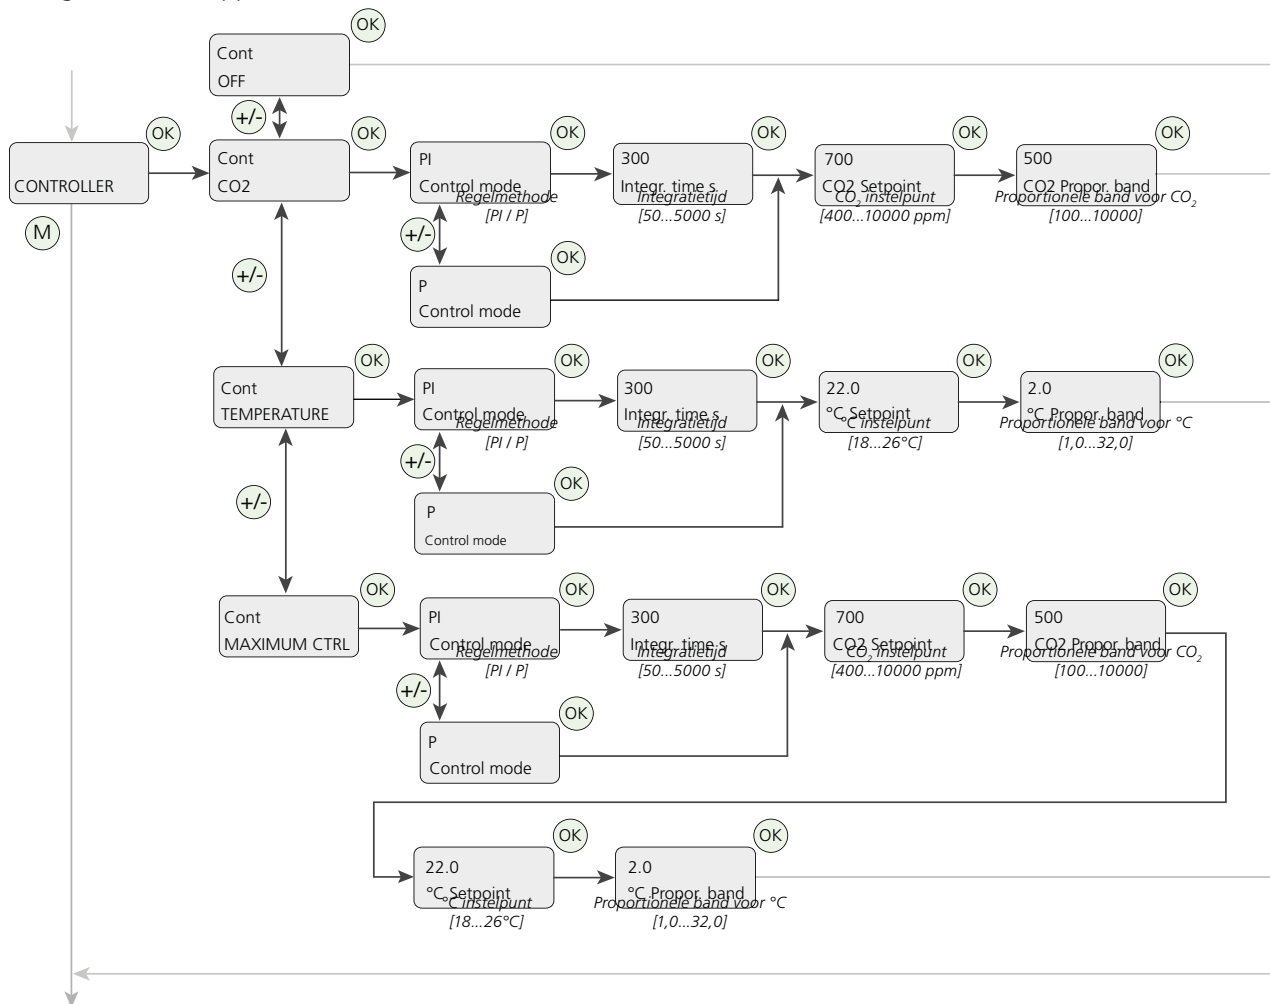 OK
Cont
OFF
+/-
OK
OK
OK
OK
OK
OK
CONTROLLER
Cont
CO2
PI
Control mode
300
Integr. time s
700
CO2 Setpoint
500
CO2 Propor. band
Regelmethode
[PI / P]
Integratietijd
[50...5000 s]
CO2 instelpunt
[400...10000 ppm]
Proportionele band voor CO2
[100...10000]
M
+/-
+/-
OK
P
Control mode
OK
OK
OK
OK
OK
Cont
TEMPERATURE
PI
Control mode
300
Integr. time s
22.0
°C Setpoint
2.0
°C Propor. band
Regelmethode
[PI / P]
Integratietijd
[50...5000 s]
°C instelpunt
[18...26°C]
Proportionele band voor °C
[1,0...32,0]
+/-
+/-
OK
P
Control mode
OK
OK
OK
OK
OK
Cont
MAXIMUM CTRL
PI
Control mode
300
Integr. time s
700
CO2 Setpoint
500
CO2 Propor. band
Regelmethode
[PI / P]
Integratietijd
[50...5000 s]
CO2 instelpunt
[400...10000 ppm]
Proportionele band voor CO2
[100...10000]
+/-
OK
P
Control mode
OK
OK
22.0
°C Setpoint
2.0
°C Propor. band
°C instelpunt
[18...26°C]
Proportionele band voor °C
[1,0...32,0]